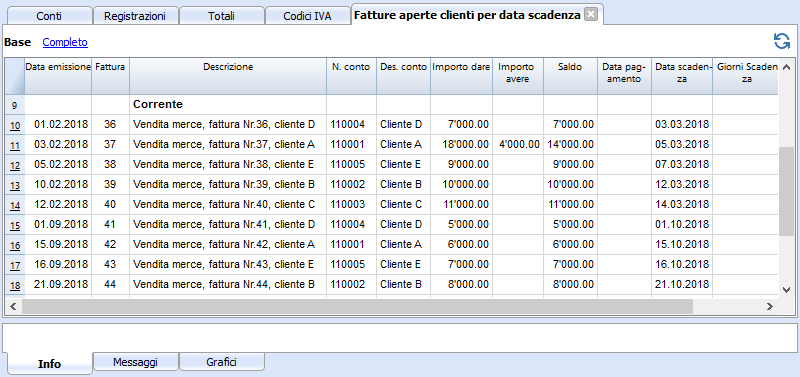 Conti Registrazioni Totali Codici IVA Fatture aperte clienti per data scadenza
Base Completo
Data emissione Fattura Descrizione N. conto Des. conto Importo dare Importo avere Saldo Data pag-amento Data scaden-za Giorni Scaden za
9 Corrente
10 01.02.2018 36 Vendita merce, fattura Nr.36, cliente D 110004 Cliente D 7'000.00 7'000.00 03.03.2018
11 03.02.2018 37 Vendita merce, fattura Nr.37, cliente A 110001 Cliente A 18'000.00 4'000.00 14'000.00 05.03.2018
12 05.02.2018 38 Vendita merce, fattura Nr.38, cliente E 110005 Cliente E 9'000.00 9'000.00 07.03.2018
13 10.02.2018 39 Vendita merce, fattura Nr.39, cliente B 110002 Cliente B 10'000.00 10'000.00 12.03.2018
14 12.02.2018 40 Vendita merce, fattura Nr.40, cliente C 110003 Cliente C 11'000.00 11'000.00 14.03.2018
15 01.09.2018 41 Vendita merce, fattura Nr.41, cliente D 110004 Cliente D 5'000.00 5'000.00 01.10.2018
16 15.09.2018 42 Vendita merce, fattura Nr.42, cliente A 110001 Cliente A 6'000.00 6'000.00 15.10.2018
17 16.09.2018 43 Vendita merce, fattura Nr.43, cliente E 110005 Cliente E 7'000.00 7'000.00 16.10.2018
18 21.09.2018 44 Vendita merce, fattura Nr.44, cliente B 110002 Cliente B 8'000.00 8'000.00 21.10.2018
Info Messaggi Grafici